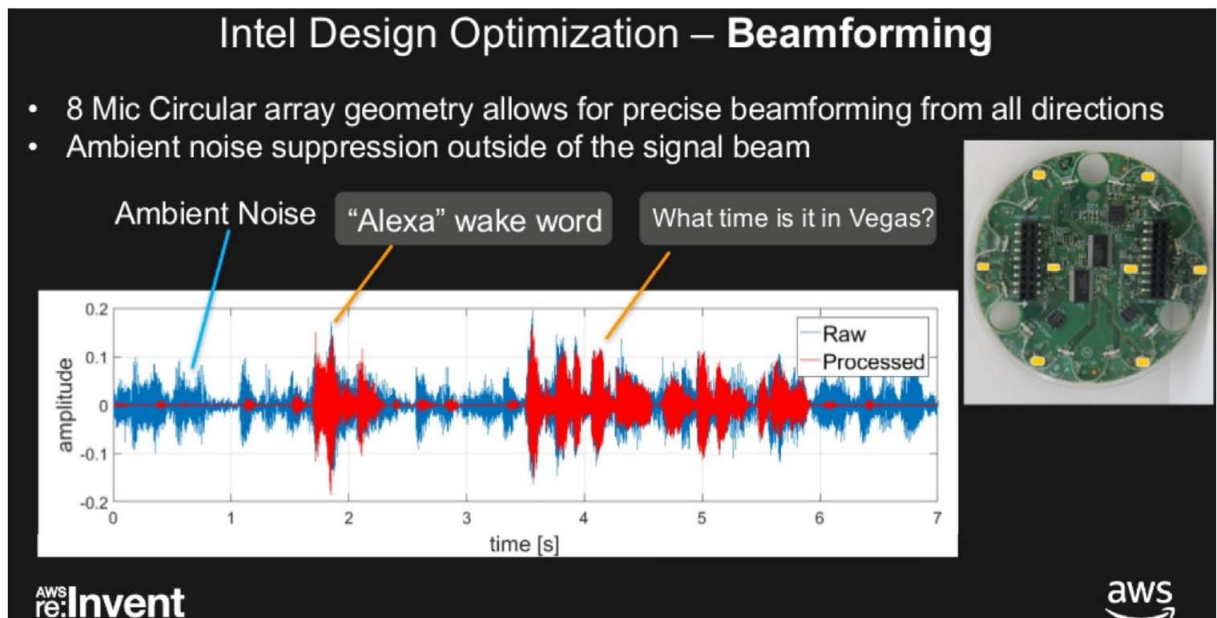 Intel Design Optimization – Beamforming
• 8 Mic Circular array geometry allows for precise beamforming from all directions
• Ambient noise suppression outside of the signal beam
Ambient Noise
“Alexa” wake word
What time is it in Vegas?
0.2
0.1
0
-0.1
-0.2
amplitude
Raw
Processed
0 1 2 3 4 5 6 7
time [s]
AWS
re:Invent
aws